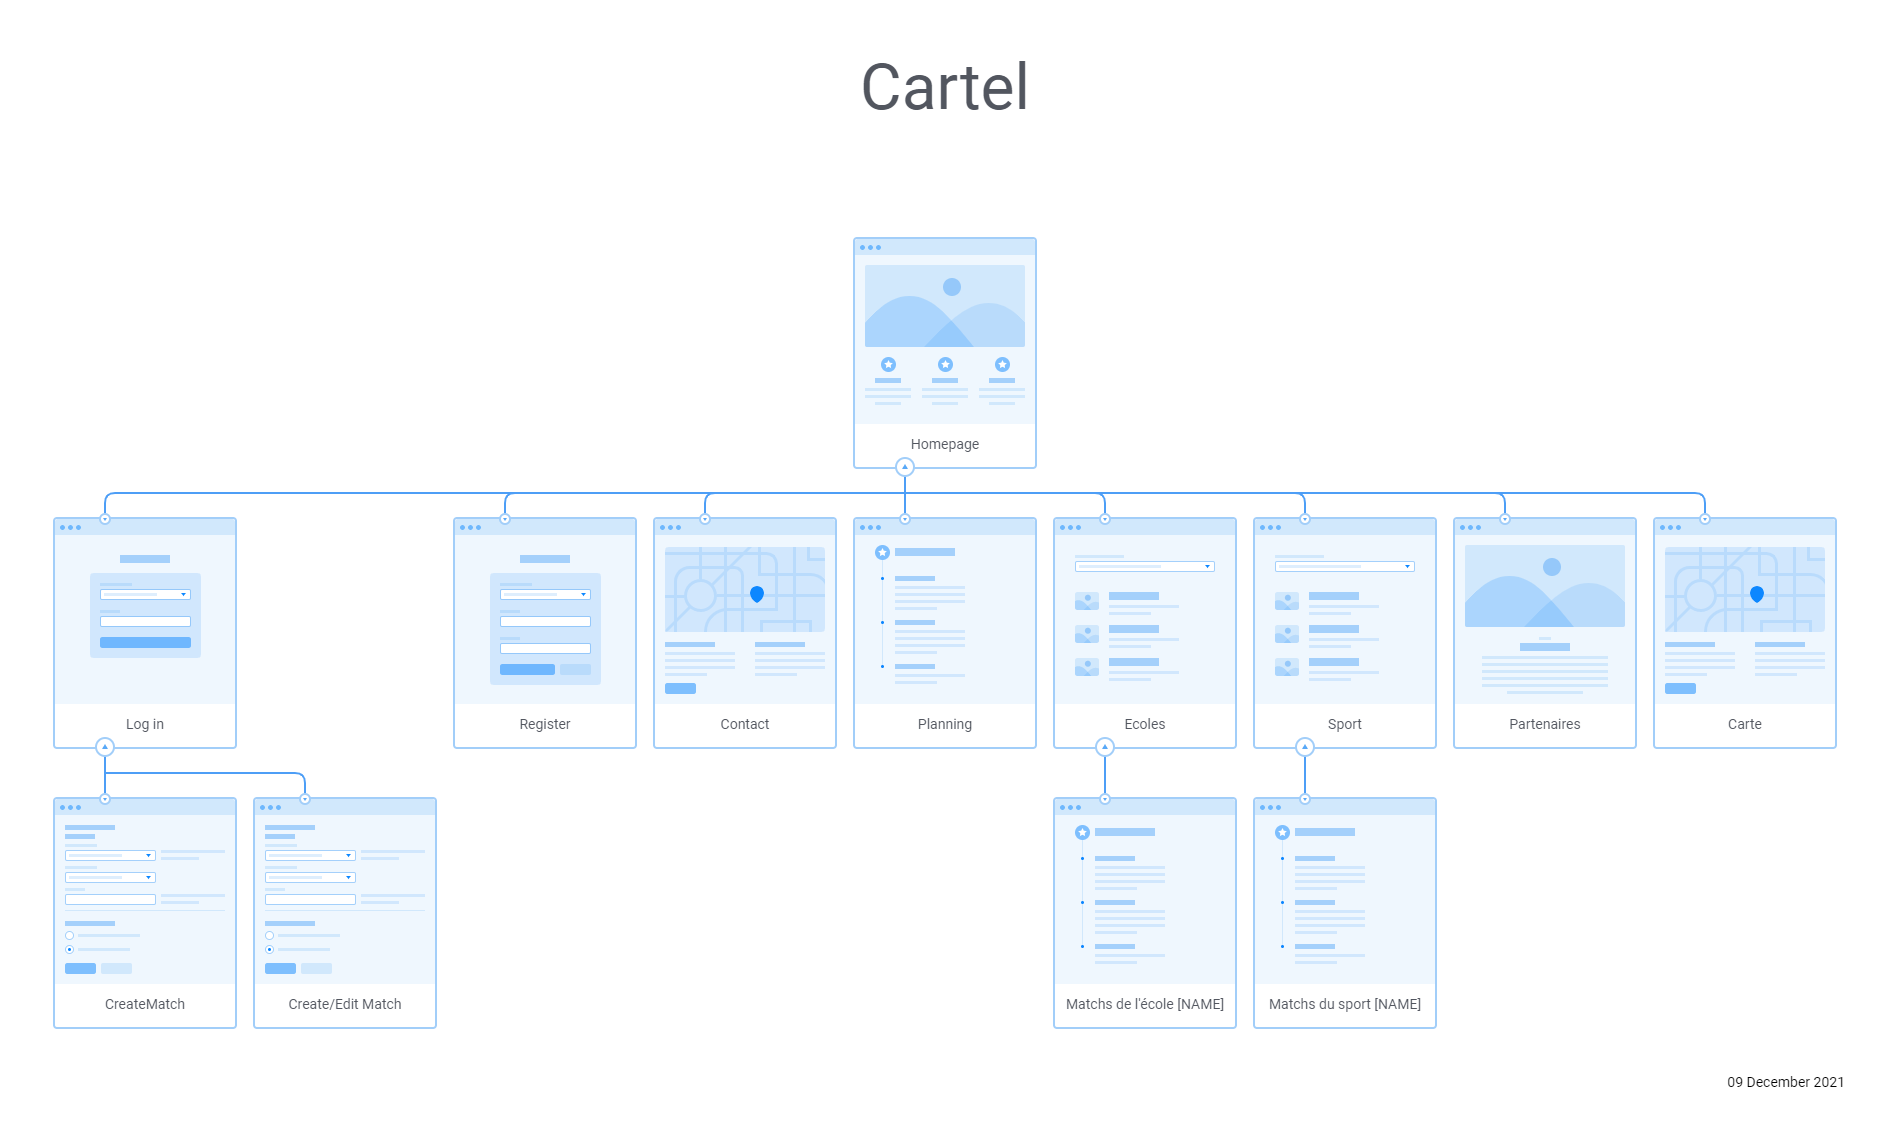 Cartel
Homepage
Log in
Register
Contact
Planning
Ecoles
Sport
Partenaires
Carte
CreateMatch
Create/Edit Match
Matchs de l'école [NAME]
Matchs du sport [NAME]
09 December 2021